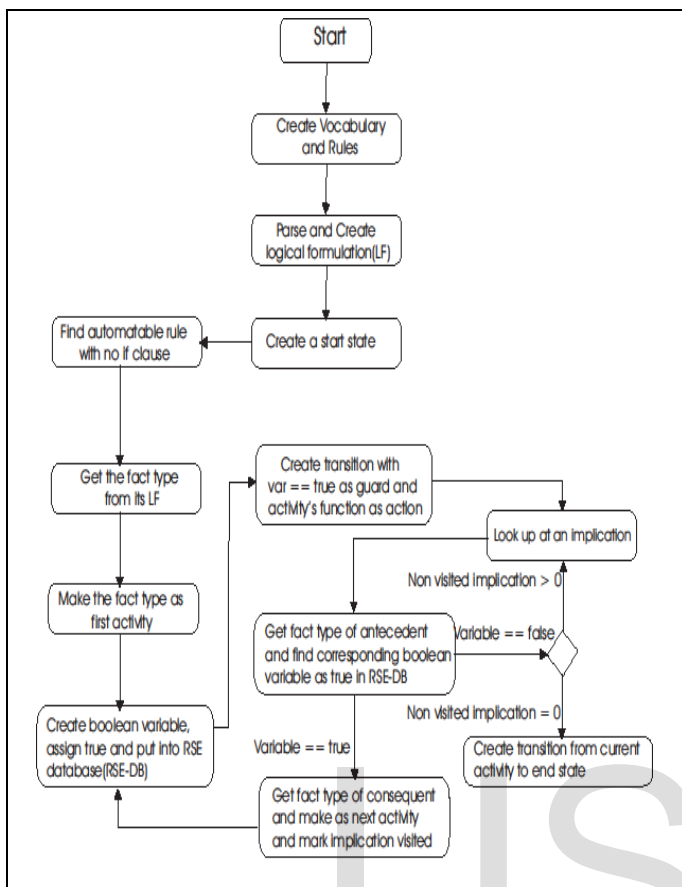 Start
Create Vocabulary
and Rules
Parse and Create
logical formulation(LF)
Create a start state
Find automatable rule
with no if clause
Get the fact type
from its LF
Make the fact type as
first activity
Create boolean variable,
assign true and put into RSE
database(RSE-DB)
Create transition with
var == true as guard and
activity's function as action
Look up at an implication
Non visited implication > 0
Get fact type of antecedent
and find corresponding boolean
variable as true in RSE-DB
Variable == false
Non visited implication = 0
Create transition from current
activity to end state
Variable == true
Get fact type of consequent
and make as next activity
and mark implication visited